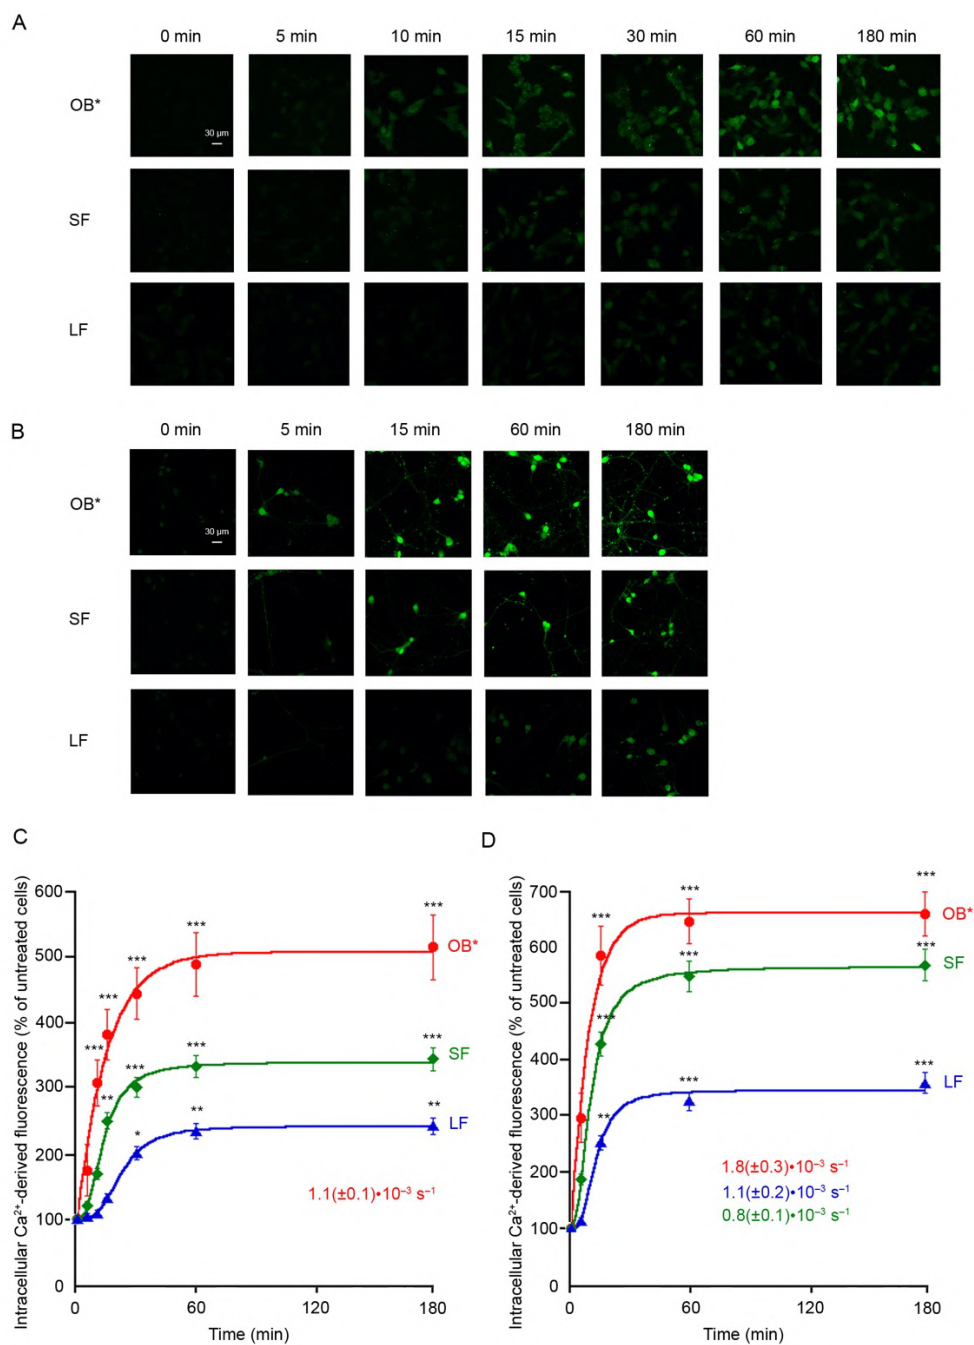 A
0 min 5 min 10 min 15 min 30 min 60 min 180 min
OB*
30 µm
SF
LF
B
0 min 5 min 15 min 60 min 180 min
OB*
30 µm
SF
LF
C
Intracellular Ca²⁺-derived fluorescence (% of untreated cells)
600
500
400
300
200
100
0
*** *** *** *** *** ***
OB*
** *** *** ***
SF
* ** **
LF
1.1(±0.1)•10⁻³ s⁻¹
0 60 120 180
Time (min)
D
Intracellular Ca²⁺-derived fluorescence (% of untreated cells)
700
600
500
400
300
200
100
0
*** *** ***
OB*
*** *** ***
SF
** *** ***
LF
1.8(±0.3)•10⁻³ s⁻¹
1.1(±0.2)•10⁻³ s⁻¹
0.8(±0.1)•10⁻³ s⁻¹
0 60 120 180
Time (min)